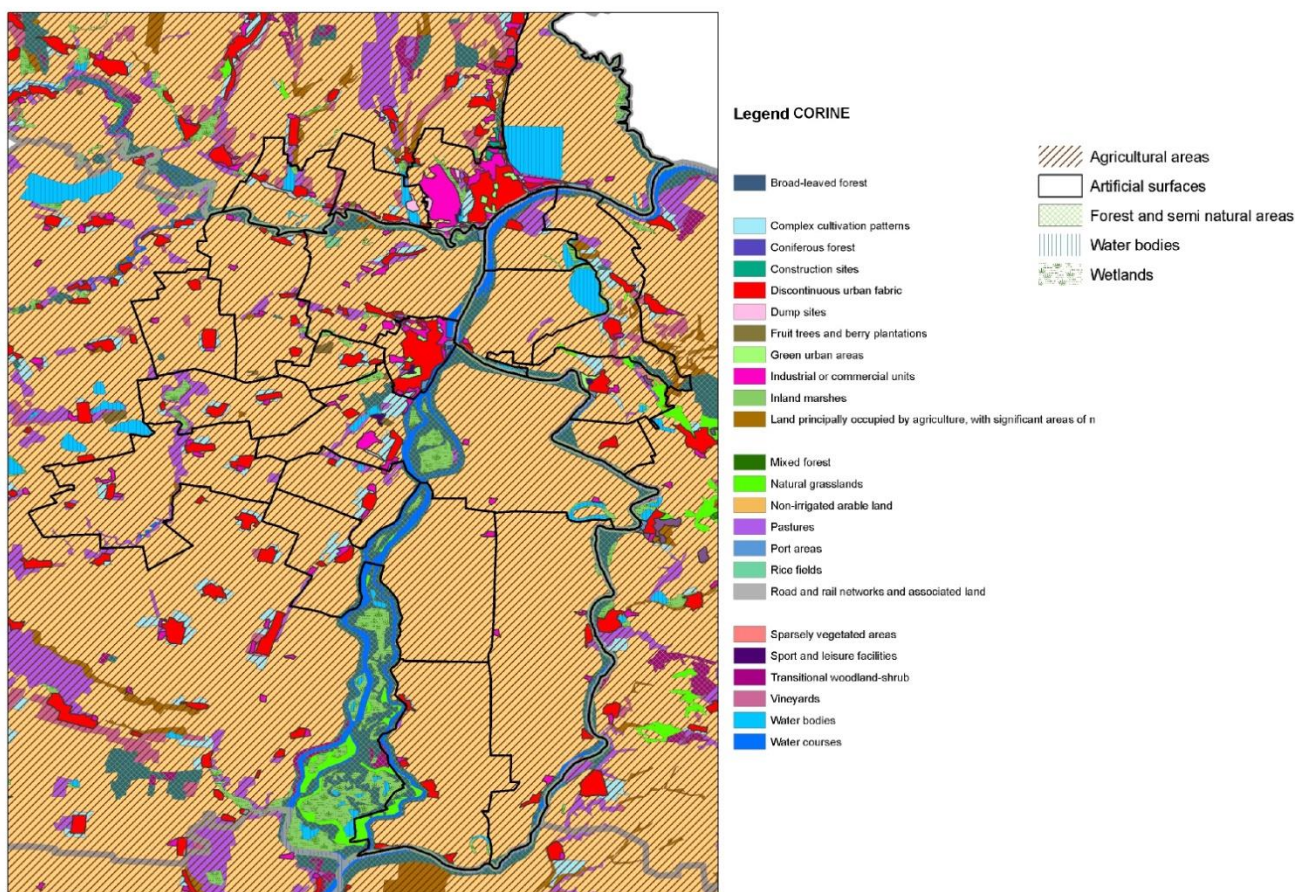 Legend CORINE
Broad-leaved forest
Complex cultivation patterns
Coniferous forest
Construction sites
Discontinuous urban fabric
Dump sites
Fruit trees and berry plantations
Green urban areas
Industrial or commercial units
Inland marshes
Land principally occupied by agriculture, with significant areas of n
Mixed forest
Natural grasslands
Non-irrigated arable land
Pastures
Port areas
Rice fields
Road and rail networks and associated land
Sparsely vegetated areas
Sport and leisure facilities
Transitional woodland-shrub
Vineyards
Water bodies
Water courses
Agricultural areas
Artificial surfaces
Forest and semi natural areas
Water bodies
Wetlands